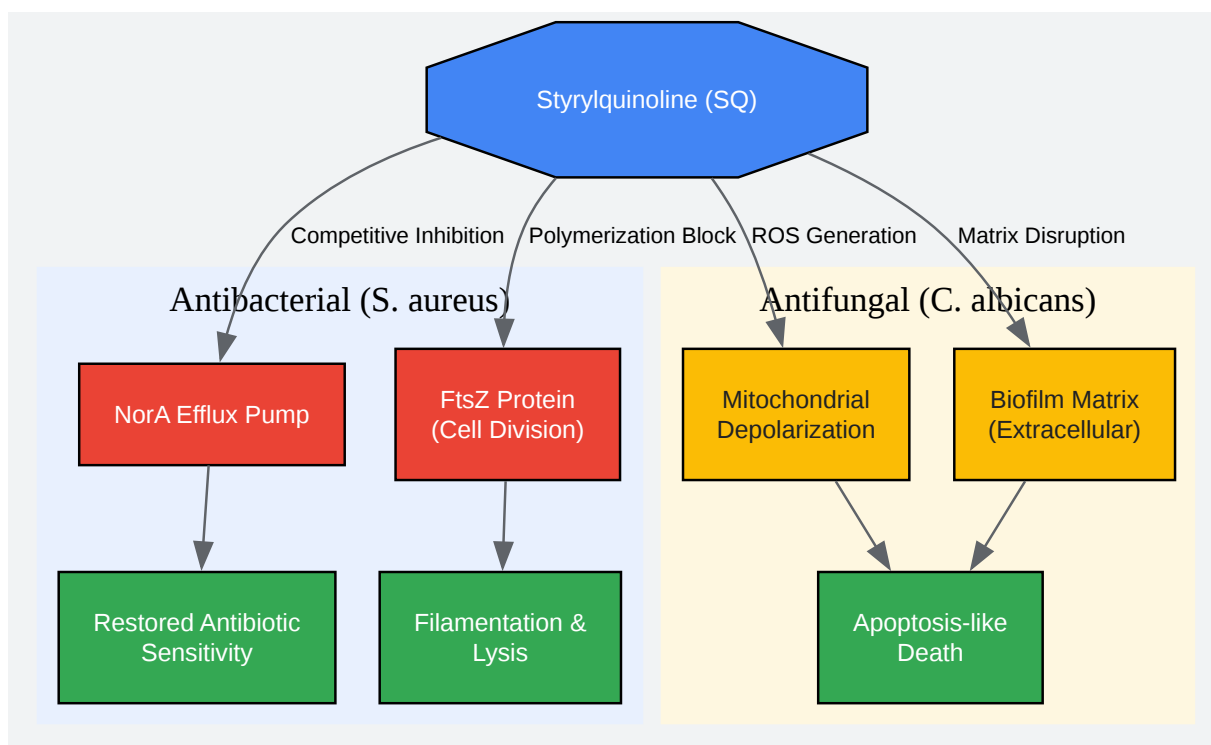 Styrylquinoline (SQ)
Competitive Inhibition
Polymerization Block
ROS Generation
Matrix Disruption
Antibacterial (S. aureus)
Antifungal (C. albicans)
NorA Efflux Pump
FtsZ Protein
(Cell Division)
Mitochondrial
Depolarization
Biofilm Matrix
(Extracellular)
Restored Antibiotic
Sensitivity
Filamentation &
Lysis
Apoptosis-like
Death